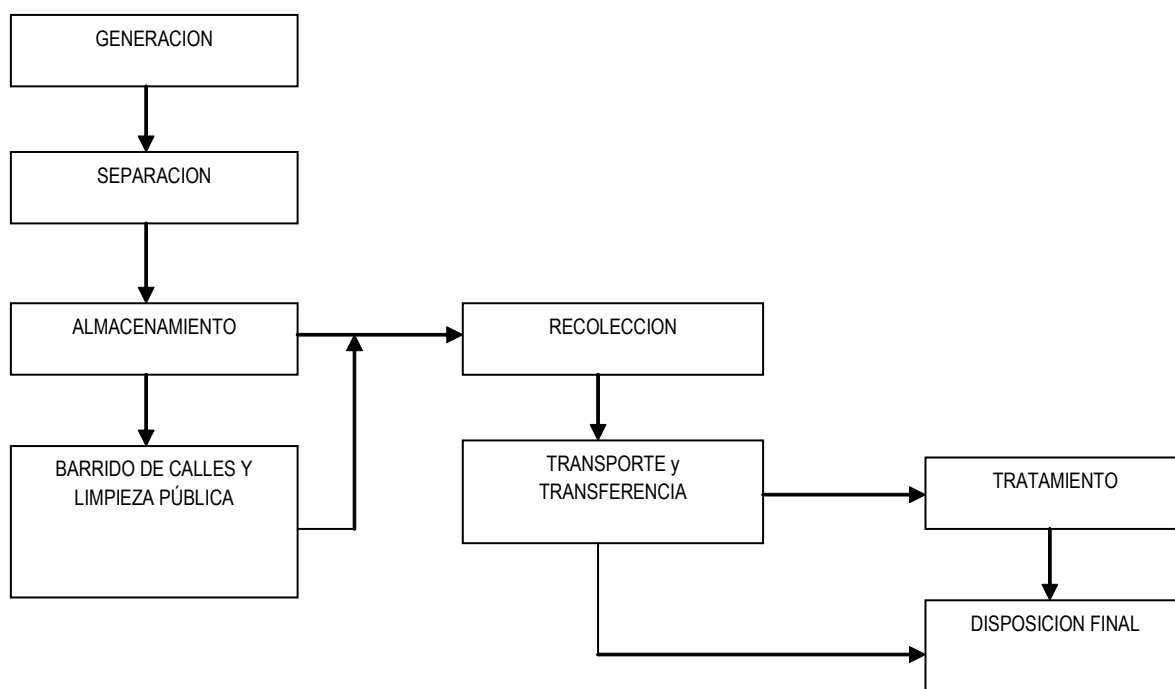 GENERACION
SEPARACION
ALMACENAMIENTO
RECOLECCION
BARRIDO DE CALLES Y
LIMPIEZA PÚBLICA
TRANSPORTE y
TRANSFERENCIA
TRATAMIENTO
DISPOSICION FINAL